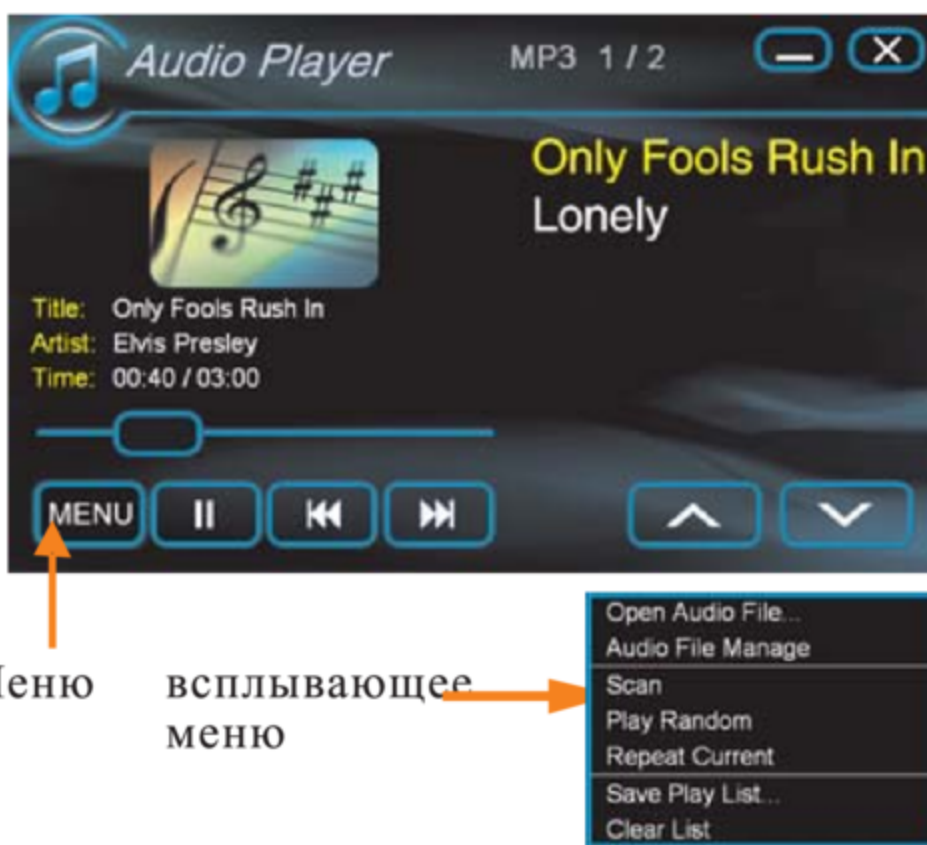 Audio Player MP3 1 / 2
Only Fools Rush In
Lonely
Title: Only Fools Rush In
Artist: Elvis Presley
Time: 00:40 / 03:00
MENU
еню всплывающее
меню
Open Audio File...
Audio File Manage
Scan
Play Random
Repeat Current
Save Play List...
Clear List